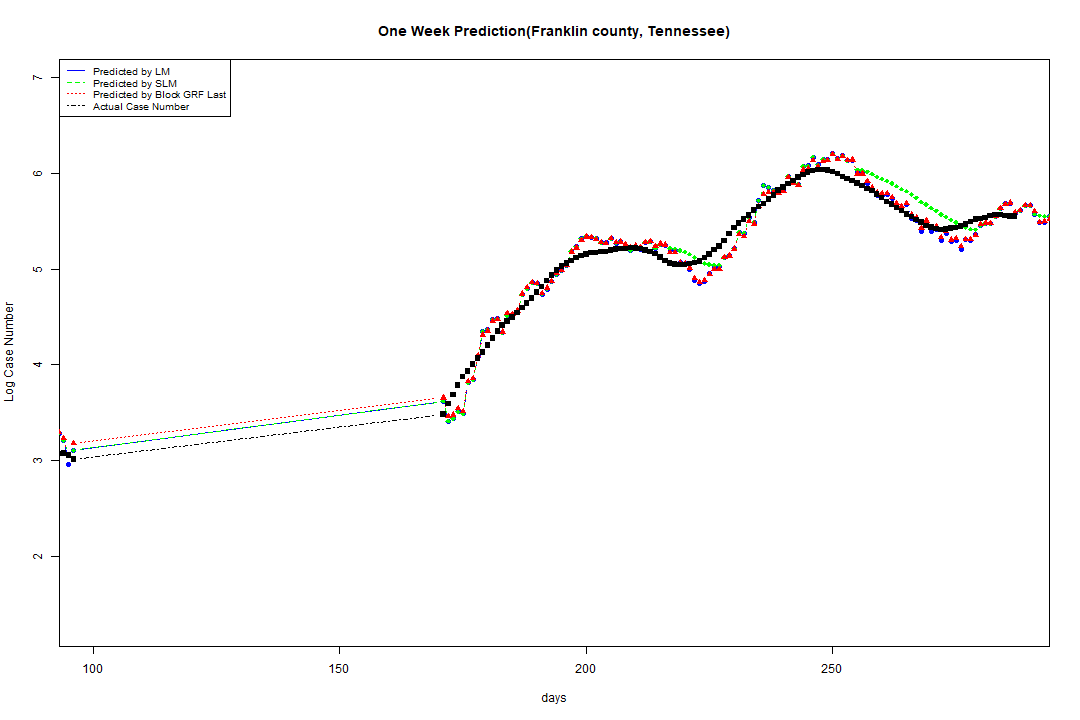 One Week Prediction(Franklin county, Tennessee)
Predicted by LM
Predicted by SLM
Predicted by Block GRF Last
Actual Case Number
7
6
5
4
3
2
Log Case Number
100 150 200 250
days